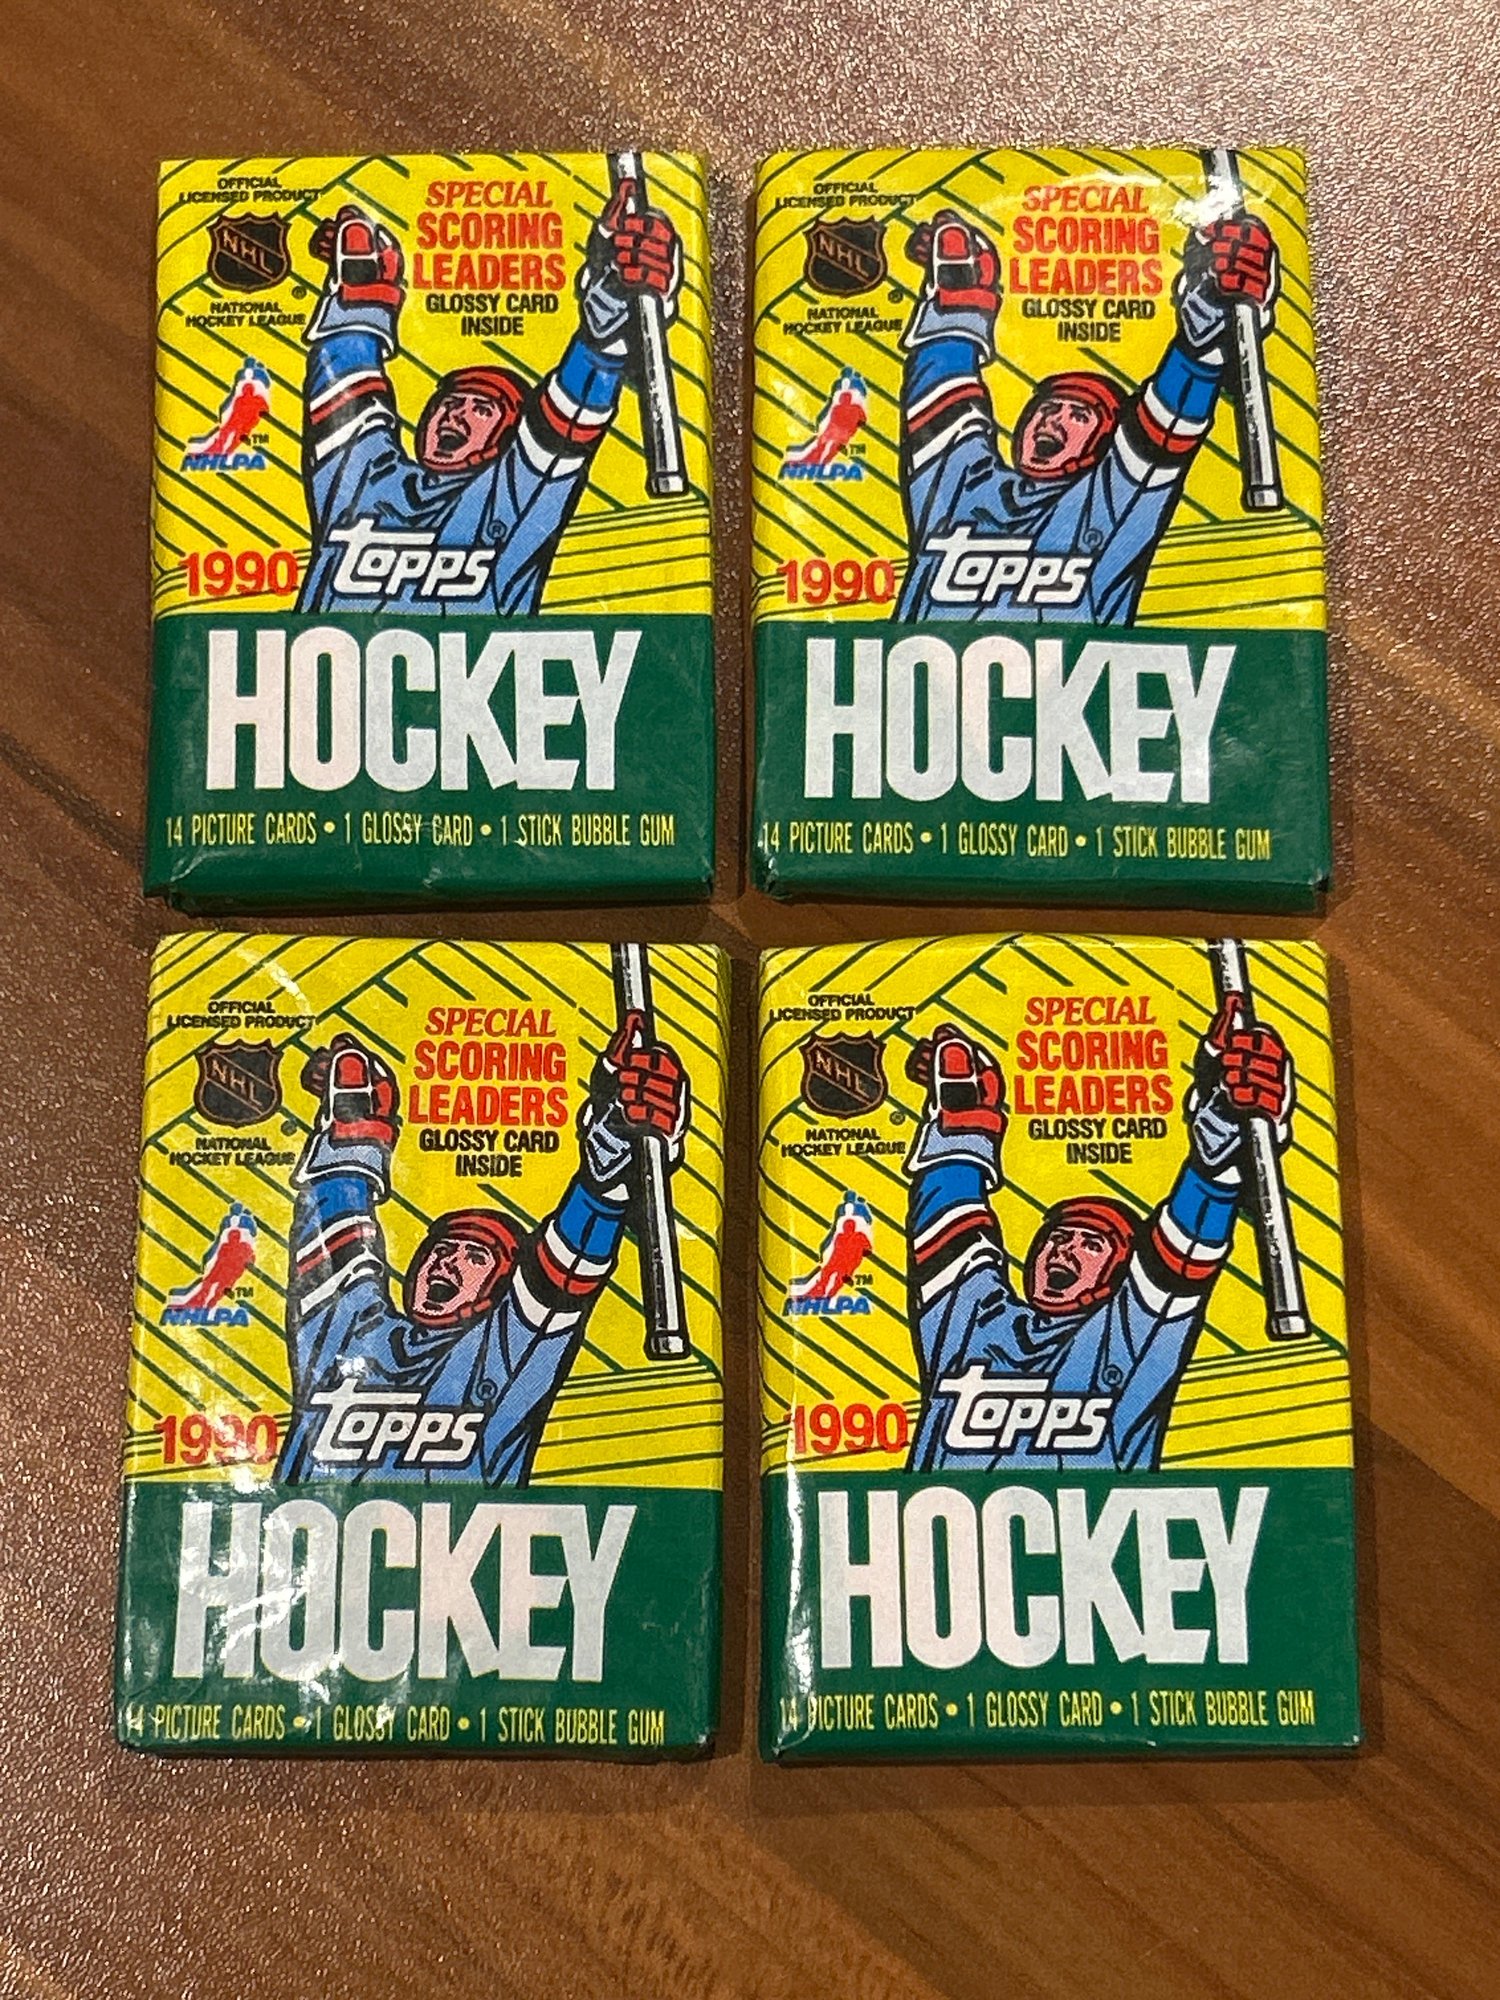 OFFICIAL
LICENSED PRODUCT
NHL
®
NATIONAL
HOCKEY LEAGUE
SPECIAL
SCORING
LEADERS
GLOSSY CARD
INSIDE
TM
NHLPA
1990
TOPPS®
HOCKEY
14 PICTURE CARDS • 1 GLOSSY CARD • 1 STICK BUBBLE GUM
OFFICIAL
LICENSED PRODUCT
NHL
®
NATIONAL
HOCKEY LEAGUE
SPECIAL
SCORING
LEADERS
GLOSSY CARD
INSIDE
TM
NHLPA
1990
TOPPS®
HOCKEY
14 PICTURE CARDS • 1 GLOSSY CARD • 1 STICK BUBBLE GUM
OFFICIAL
LICENSED PRODUCT
NHL
®
NATIONAL
HOCKEY LEAGUE
SPECIAL
SCORING
LEADERS
GLOSSY CARD
INSIDE
TM
NHLPA
1990
TOPPS®
HOCKEY
14 PICTURE CARDS • 1 GLOSSY CARD • 1 STICK BUBBLE GUM
OFFICIAL
LICENSED PRODUCT
NHL
®
NATIONAL
HOCKEY LEAGUE
SPECIAL
SCORING
LEADERS
GLOSSY CARD
INSIDE
TM
NHLPA
1990
TOPPS®
HOCKEY
14 PICTURE CARDS • 1 GLOSSY CARD • 1 STICK BUBBLE GUM